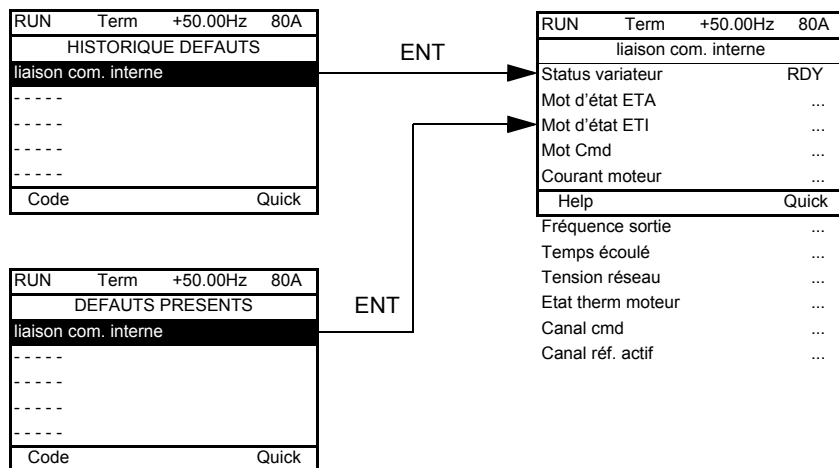 RUN Term +50.00Hz 80A
HISTORIQUE DEFAUTS
liaison com. interne
- - - - -
- - - - -
- - - - -
- - - - -
Code Quick
ENT
RUN Term +50.00Hz 80A
DEFAUTS PRESENTS
liaison com. interne
- - - - -
- - - - -
- - - - -
- - - - -
Code Quick
ENT
RUN Term +50.00Hz 80A
liaison com. interne
Status variateur RDY
Mot d'état ETA ...
Mot d'état ETI ...
Mot Cmd ...
Courant moteur ...
Help Quick
Fréquence sortie ...
Temps écoulé ...
Tension réseau ...
Etat therm moteur ...
Canal cmd ...
Canal réf. actif ...